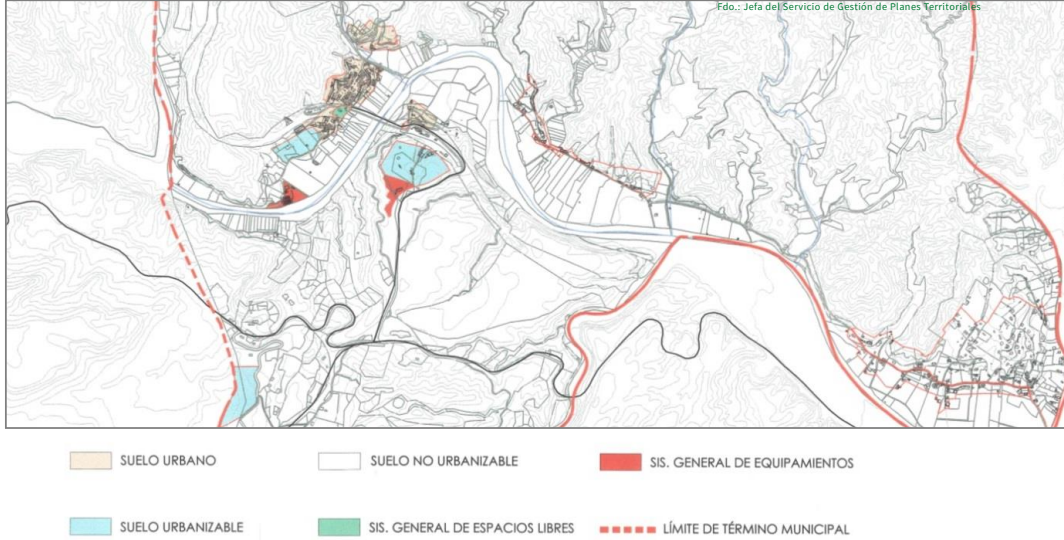 Fdo.: Jefa del Servicio de Gestión de Planes Territoriales
SUELO URBANO
SUELO NO URBANIZABLE
SIS. GENERAL DE EQUIPAMIENTOS
SUELO URBANIZABLE
SIS. GENERAL DE ESPACIOS LIBRES
LÍMITE DE TÉRMINO MUNICIPAL